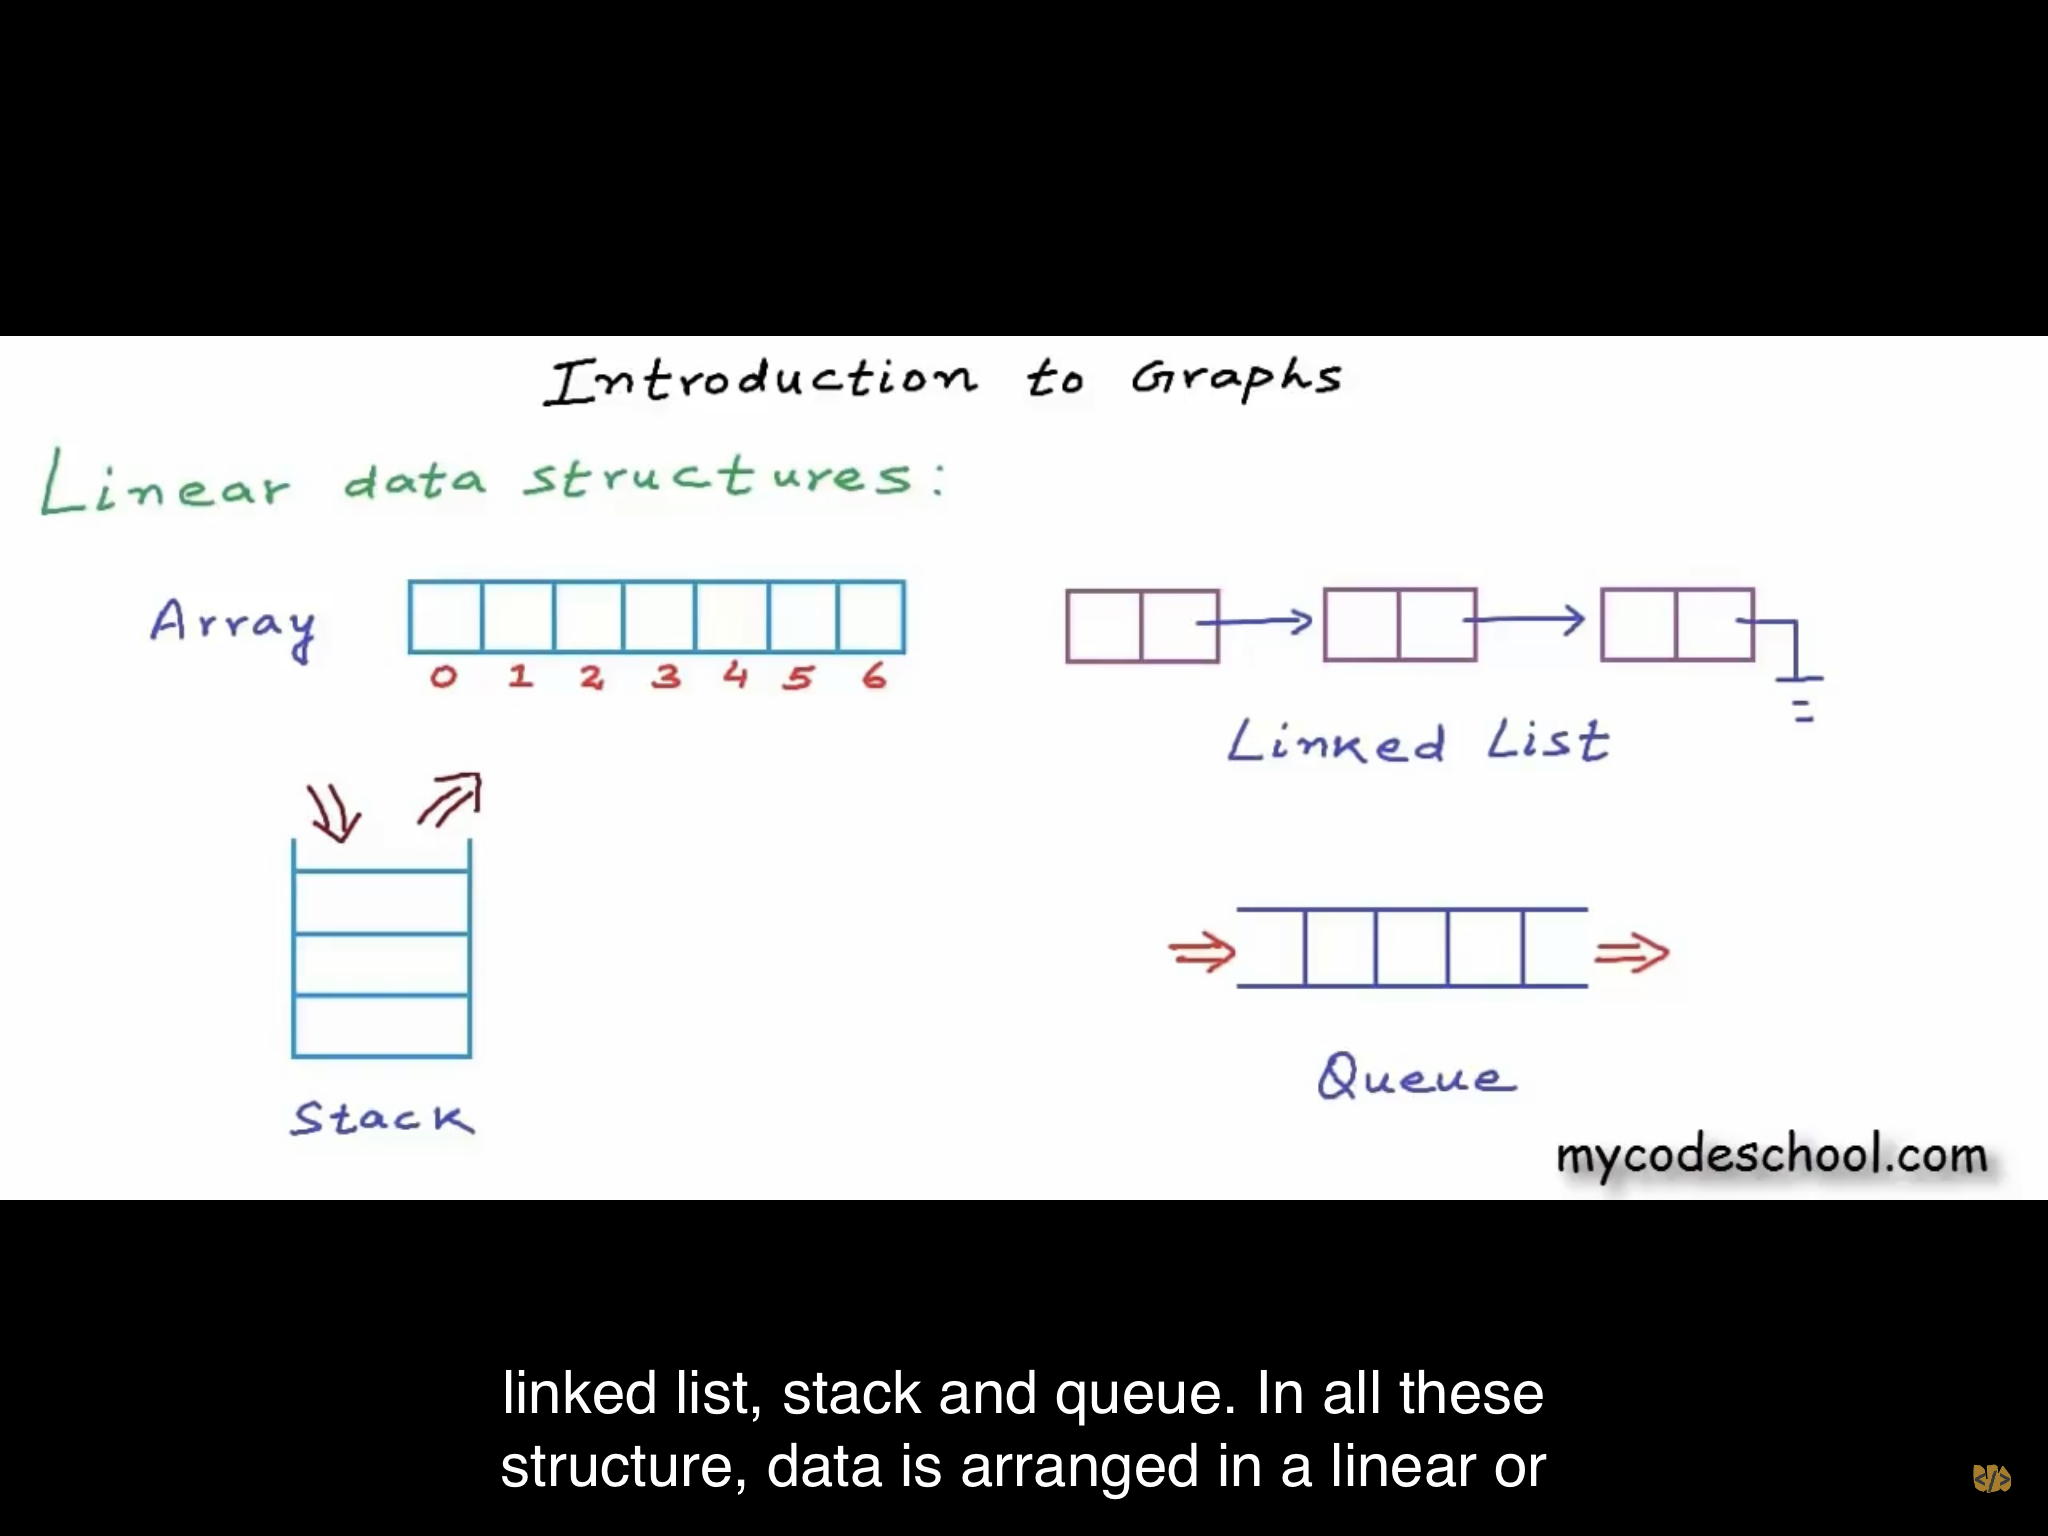 Introduction to Graphs
Linear data structures:
Array
0 1 2 3 4 5 6
Linked List
Stack
Queue
mycodeschool.com
linked list, stack and queue. In all these
structure, data is arranged in a linear or